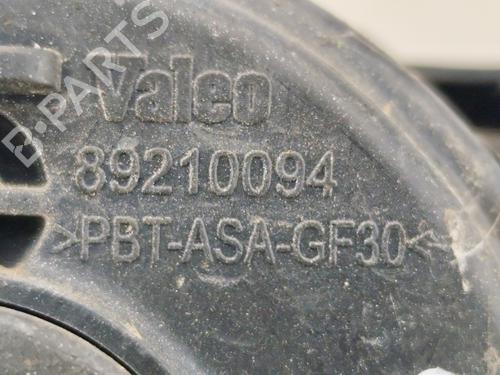 Valeo
89210094
>PBT-ASA-GF30<
B-PARTS